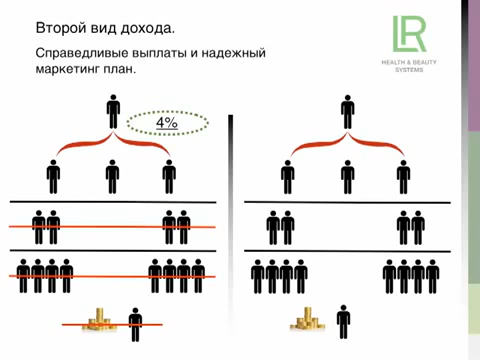 Второй вид дохода.
Справедливые выплаты и надежный
маркетинг план.
LR
HEALTH & BEAUTY
SYSTEMS
4%